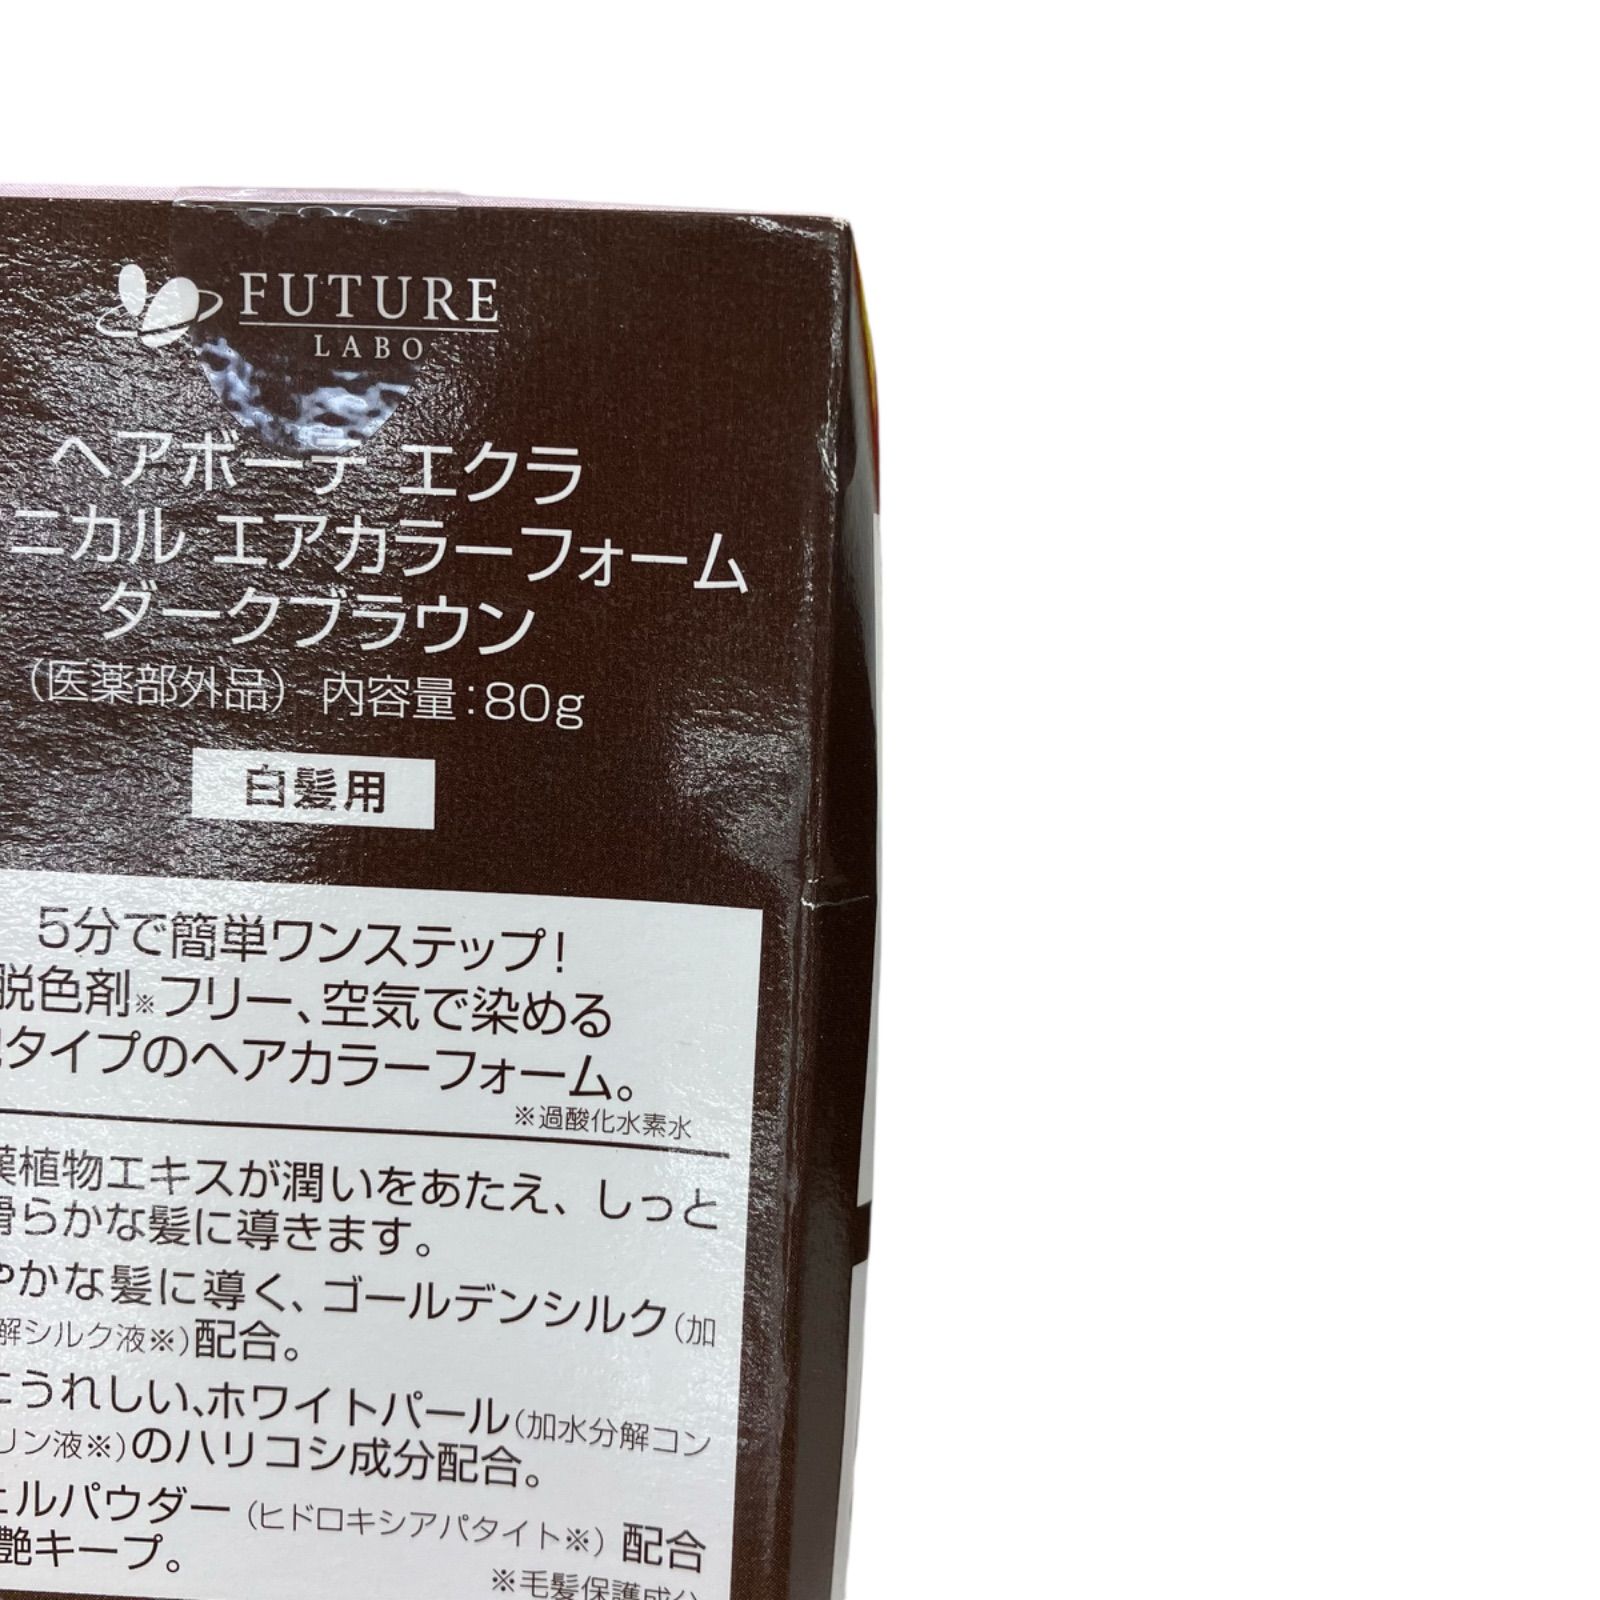 FUTURE
LABO
ヘアボーテ エクラ
ニカル エアカラーフォーム
ダークブラウン
(医薬部外品) 内容量:80g
白髪用
5分で簡単ワンステップ!
脱色剤※フリー、空気で染める
タイプのヘアカラーフォーム。
※過酸化水素水
植物エキスが潤いをあたえ、しっと
滑らかな髪に導きます。
やかな髪に導く、ゴールデンシルク(加
解シルク液※)配合。
にうれしい、ホワイトパール(加水分解コン
リン液※)のハリコシ成分配合。
ェルパウダー(ヒドロキシアパタイト※)配合
艶キープ。
※毛髪保護成分